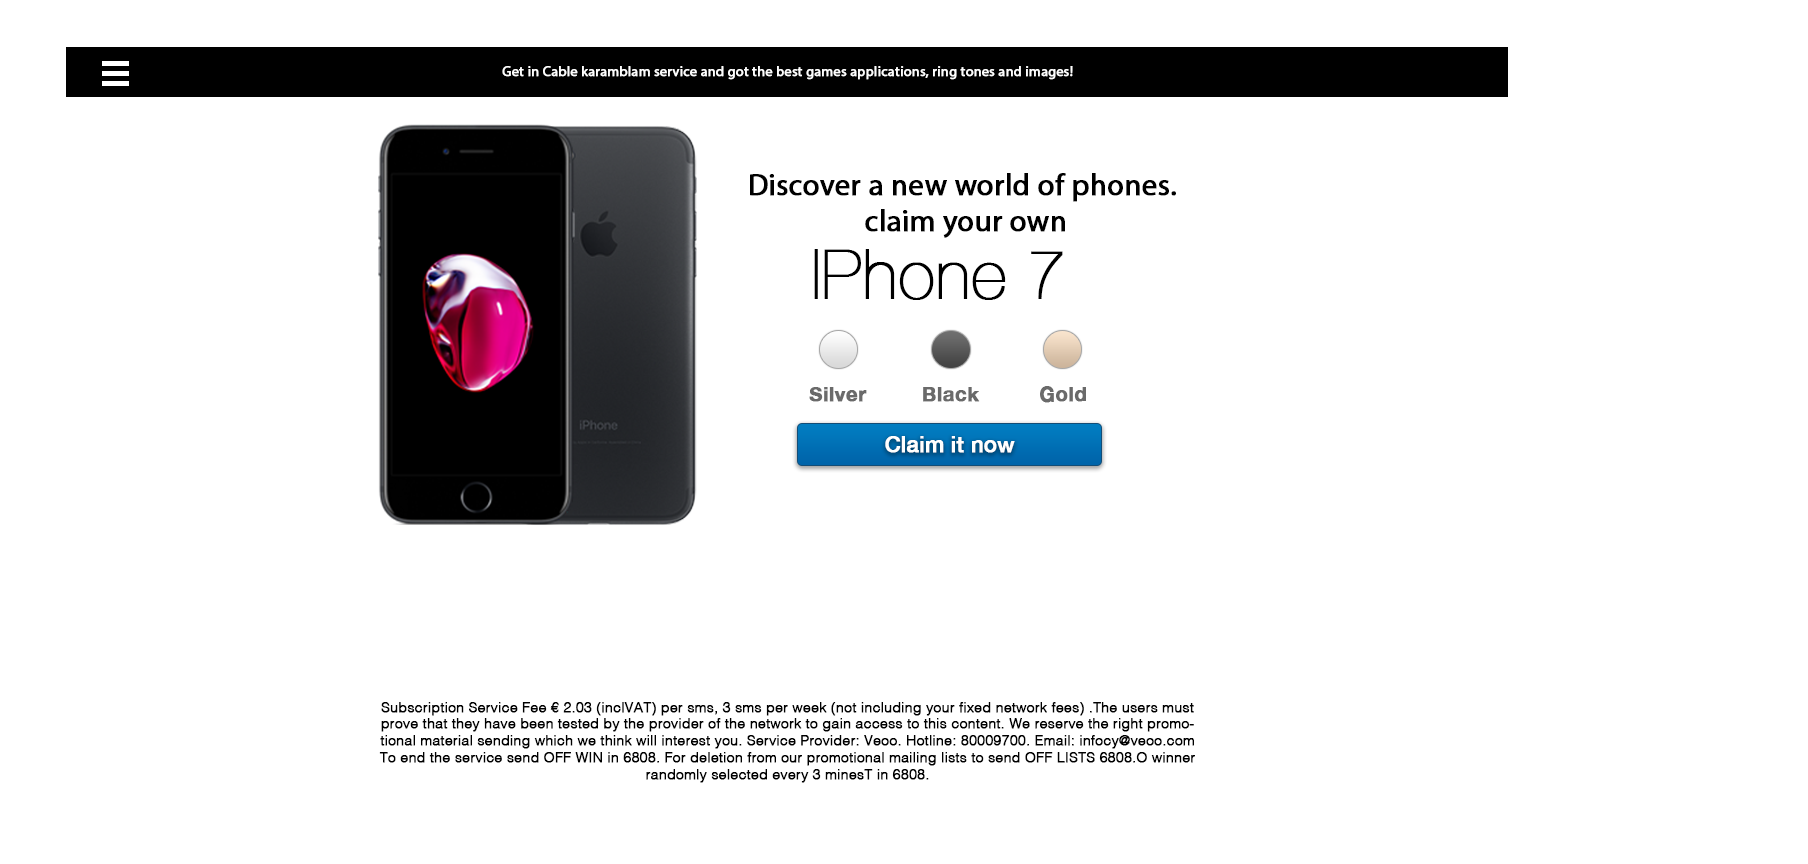 Get in Cable karamblam service and got the best games applications, ring tones and images!
Discover a new world of phones.
claim your own
IPhone 7
Silver Black Gold
iPhone
Claim it now
Subscription Service Fee € 2.03 (inclVAT) per sms, 3 sms per week (not including your fixed network fees) .The users must
prove that they have been tested by the provider of the network to gain access to this content. We reserve the right promo-
tional material sending which we think will interest you. Service Provider: Veoo. Hotline: 80009700. Email: infocy@veoo.com
To end the service send OFF WIN in 6808. For deletion from our promotional mailing lists to send OFF LISTS 6808.O winner
randomly selected every 3 minesT in 6808.